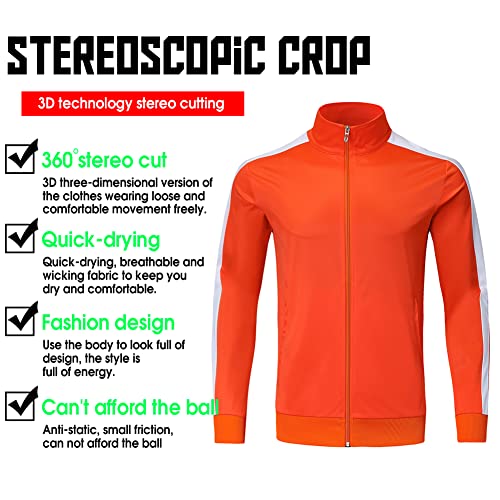 STEREOSCOPiC CROP
3D technology stereo cutting
360°stereo cut
3D three-dimensional version of
the clothes wearing loose and
comfortable movement freely.
Quick-drying
Quick-drying, breathable and
wicking fabric to keep you
dry and comfortable.
Fashion design
Use the body to look full of
design, the style is
full of energy.
Can't afford the ball
Anti-static, small friction,
can not afford the ball